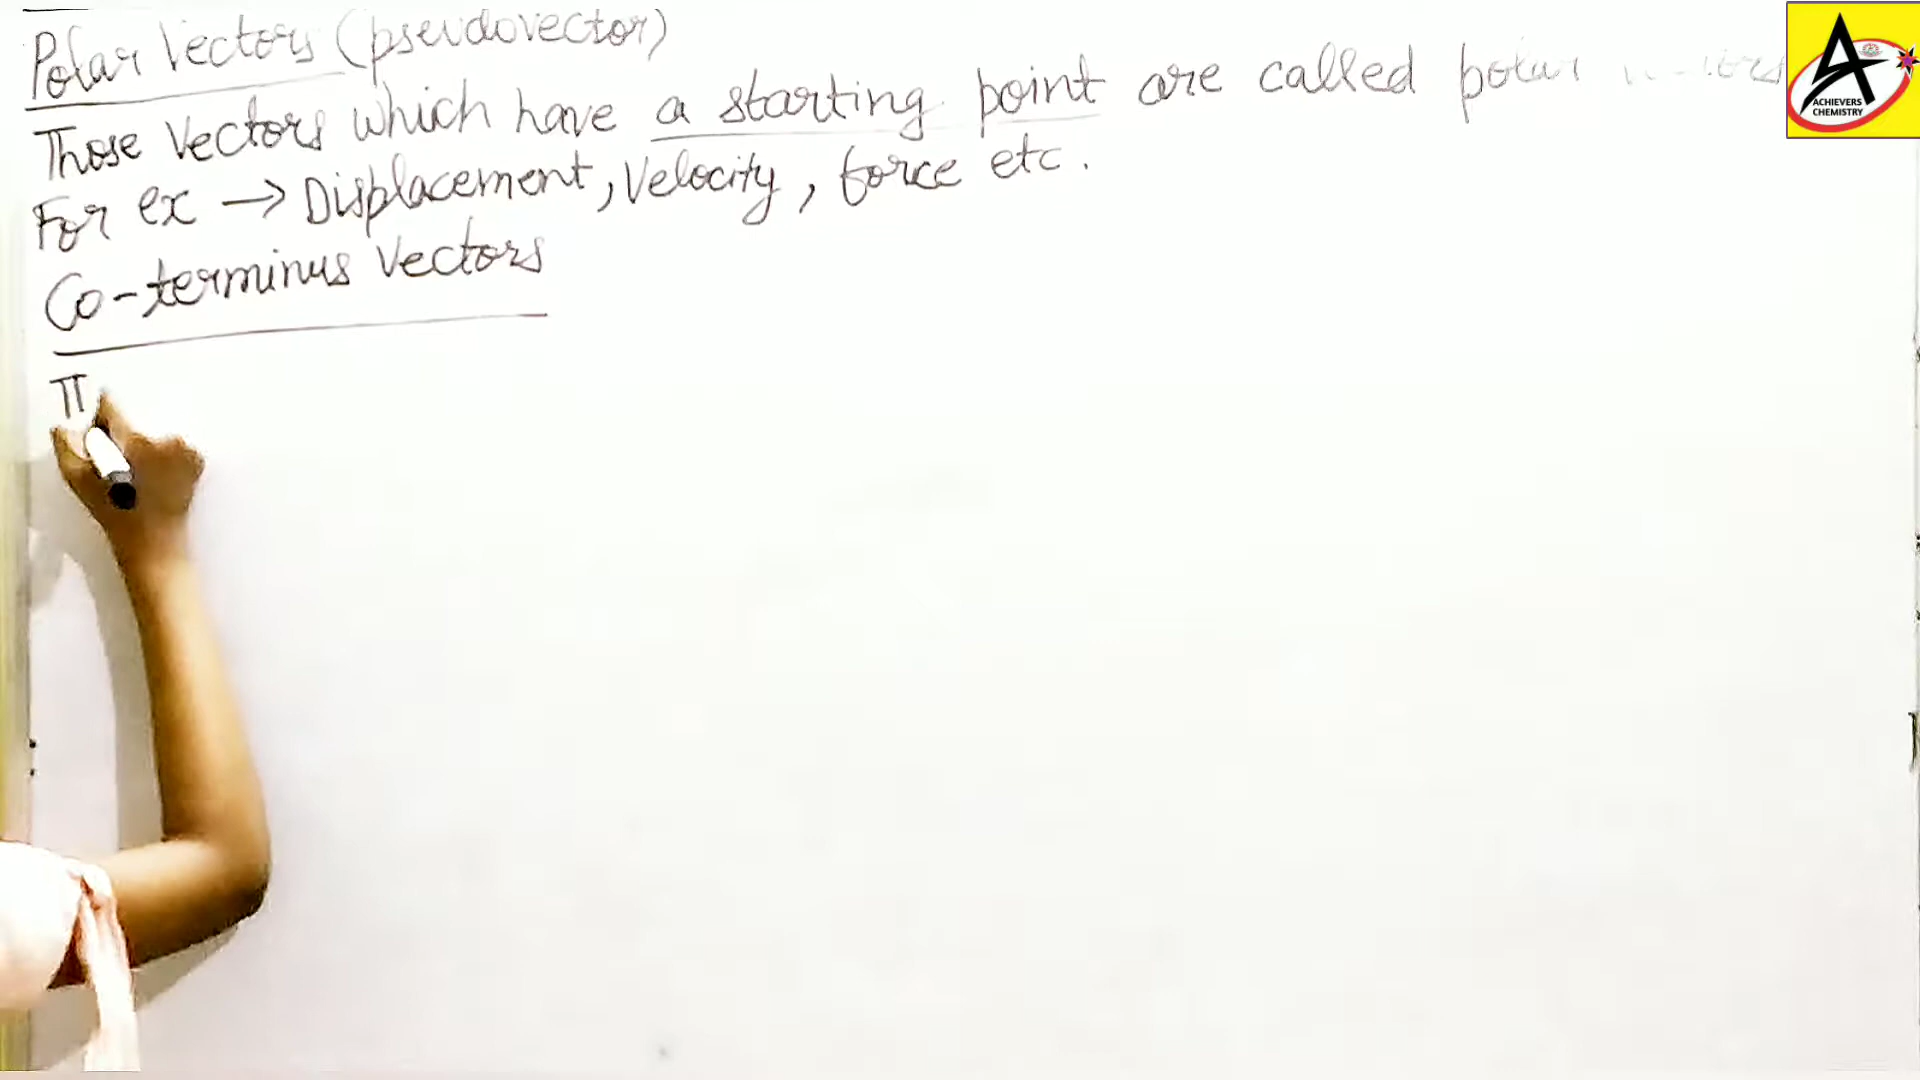 Polar Vectors (pseudovector)
Those Vectors which have a starting point are called polar
For ex → Displacement, Velocity, force etc.
Co-terminus Vectors
ACHIEVERS
CHEMISTRY